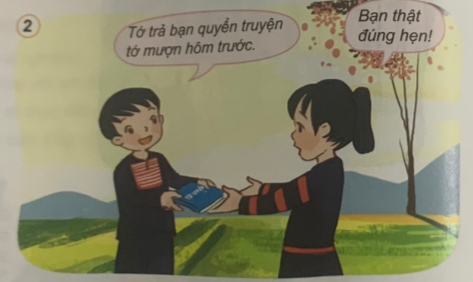 2
Tớ trả bạn quyển truyện
tớ mượn hôm trước.
Bạn thật
đúng hẹn!